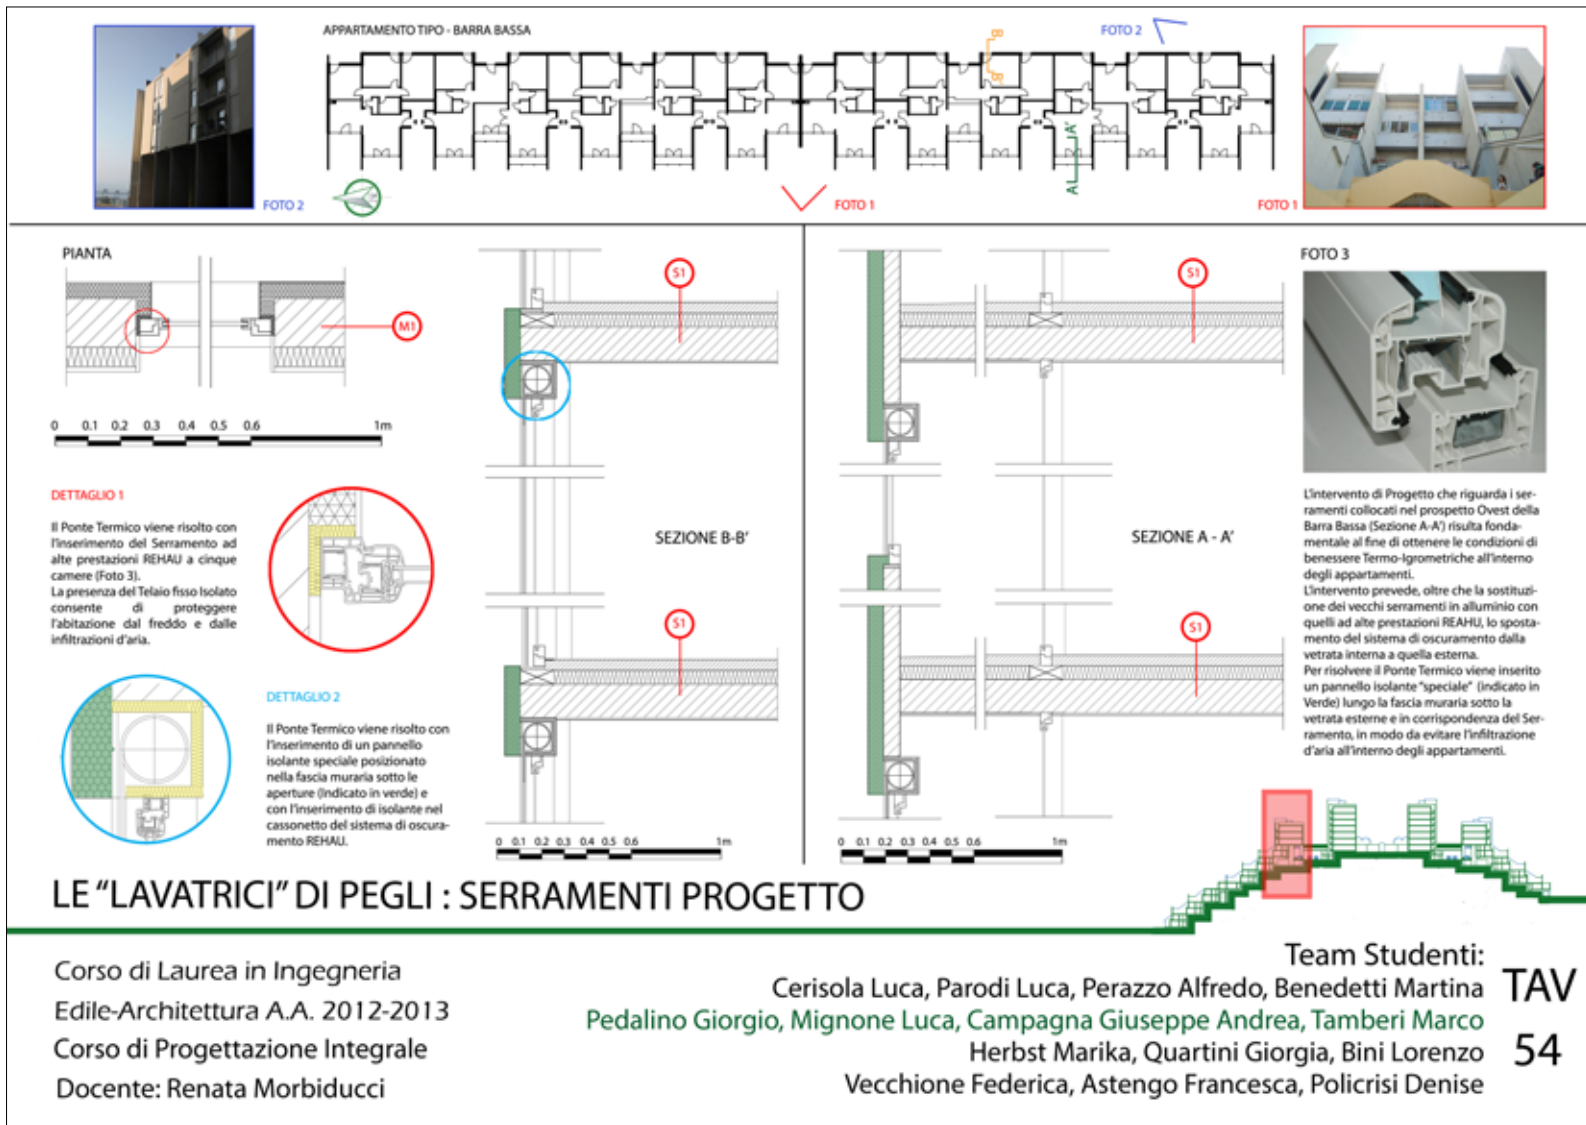 APPARTAMENTO TIPO - BARRA BASSA
FOTO 2
B
B'
A'
A
FOTO 2
FOTO 1
FOTO 1
PIANTA
M1
0 0.1 0.2 0.3 0.4 0.5 0.6 1m
DETTAGLIO 1
Il Ponte Termico viene risolto con
l'inserimento del Serramento ad
alte prestazioni REHAU a cinque
camere (Foto 3).
La presenza del Telaio fisso Isolato
consente di proteggere
l'abitazione dal freddo e dalle
infiltrazioni d'aria.
DETTAGLIO 2
Il Ponte Termico viene risolto con
l'inserimento di un pannello
isolante speciale posizionato
nella fascia muraria sotto le
aperture (Indicato in verde) e
con l'inserimento di isolante nel
cassonetto del sistema di oscura-
mento REHAU.
S1
SEZIONE B-B'
S1
0 0.1 0.2 0.3 0.4 0.5 0.6 1m
S1
SEZIONE A - A'
S1
0 0.1 0.2 0.3 0.4 0.5 0.6 1m
FOTO 3
L'intervento di Progetto che riguarda i ser-
ramenti collocati nel prospetto Ovest della
Barra Bassa (Sezione A-A') risulta fonda-
mentale al fine di ottenere le condizioni di
benessere Termo-Igrometriche all'interno
degli appartamenti.
L'intervento prevede, oltre che la sostituzi-
one dei vecchi serramenti in alluminio con
quelli ad alte prestazioni REAHU, lo sposta-
mento del sistema di oscuramento dalla
vetrata interna a quella esterna.
Per risolvere il Ponte Termico viene inserito
un pannello isolante "speciale" (indicato in
Verde) lungo la fascia muraria sotto la
vetrata esterne e in corrispondenza del Ser-
ramento, in modo da evitare l'infiltrazione
d'aria all'interno degli appartamenti.
LE "LAVATRICI" DI PEGLI : SERRAMENTI PROGETTO
Corso di Laurea in Ingegneria
Edile-Architettura A.A. 2012-2013
Corso di Progettazione Integrale
Docente: Renata Morbiducci
Team Studenti:
Cerisola Luca, Parodi Luca, Perazzo Alfredo, Benedetti Martina
Pedalino Giorgio, Mignone Luca, Campagna Giuseppe Andrea, Tamberi Marco
Herbst Marika, Quartini Giorgia, Bini Lorenzo
Vecchione Federica, Astengo Francesca, Policrisi Denise
TAV
54